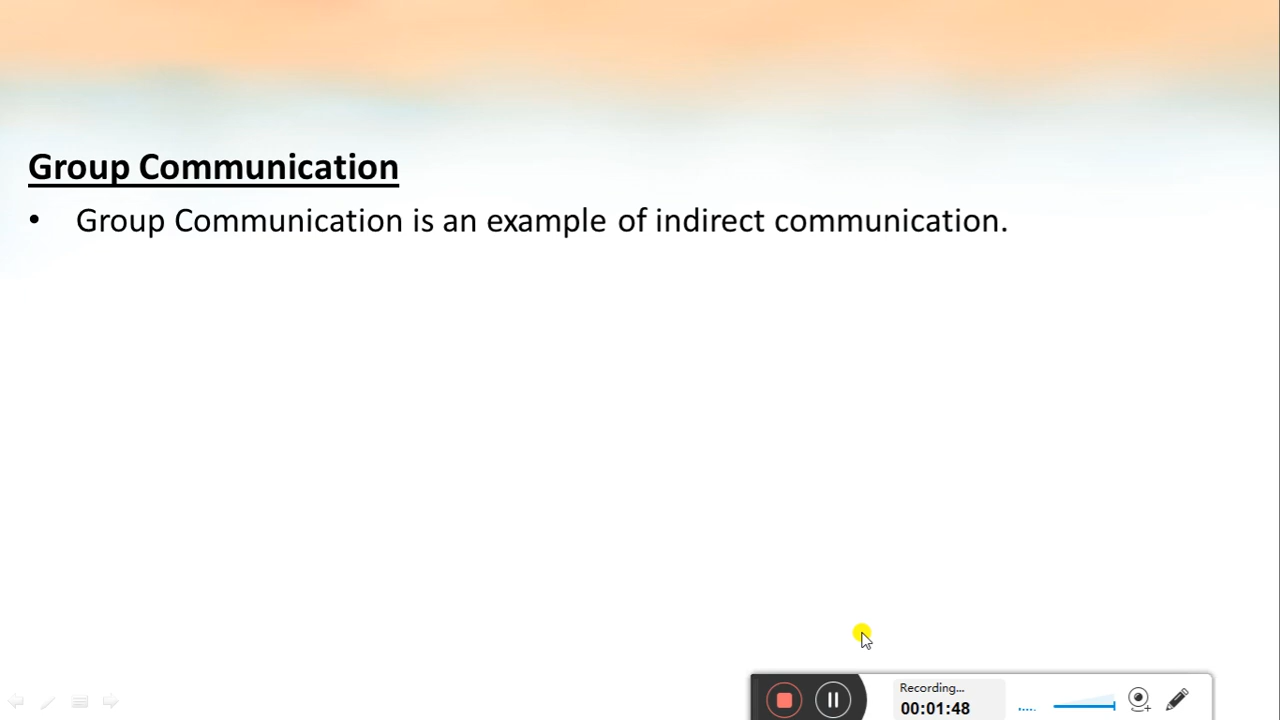 Group Communication
• Group Communication is an example of indirect communication.
Recording...
00:01:48